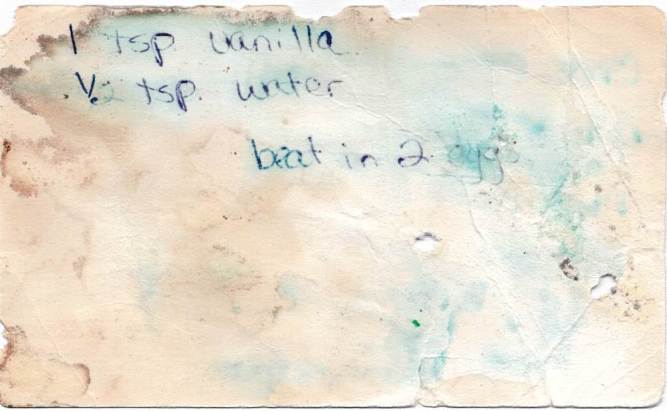 1 tsp. vanilla
1/2 tsp. water
beat in 2 eggs